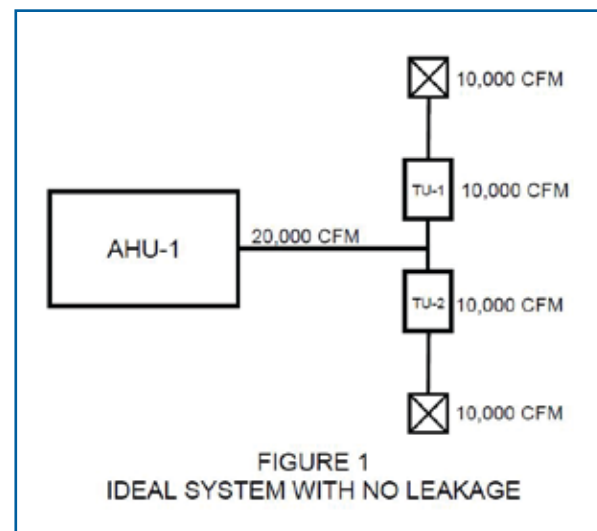 10,000 CFM
TU-1 10,000 CFM
AHU-1
20,000 CFM
TU-2 10,000 CFM
10,000 CFM
FIGURE 1
IDEAL SYSTEM WITH NO LEAKAGE